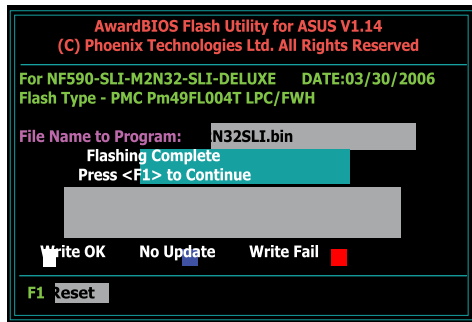 AwardBIOS Flash Utility for ASUS V1.14
(C) Phoenix Technologies Ltd. All Rights Reserved
For NF590-SLI-M2N32-SLI-DELUXE DATE:03/30/2006
Flash Type - PMC Pm49FL004T LPC/FWH
File Name to Program: N32SLI.bin
Flashing Complete
Press <F1> to Continue
Write OK No Update Write Fail
F1 Reset